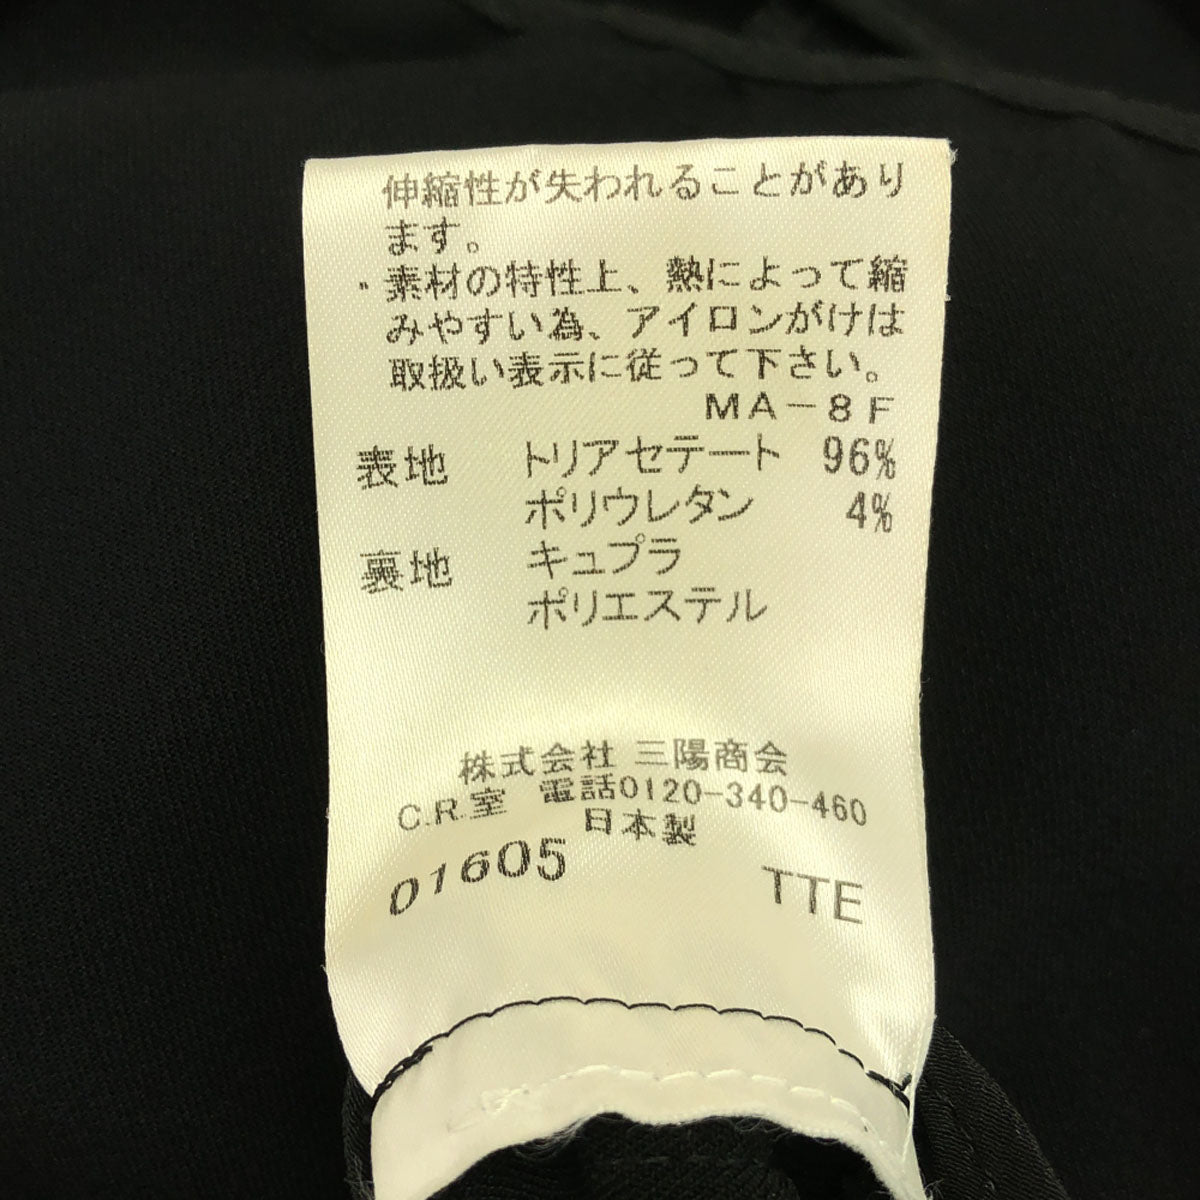 伸縮性が失われることがあり
ます。
・素材の特性上、熱によって縮
みやすい為、アイロンがけは
取扱い表示に従って下さい。
MA-8F
表地 トリアセテート 96%
ポリウレタン 4%
裏地 キュプラ
ポリエステル
株式会社 三陽商会
C.R.室 電話0120-340-460
日本製
01605 TTE